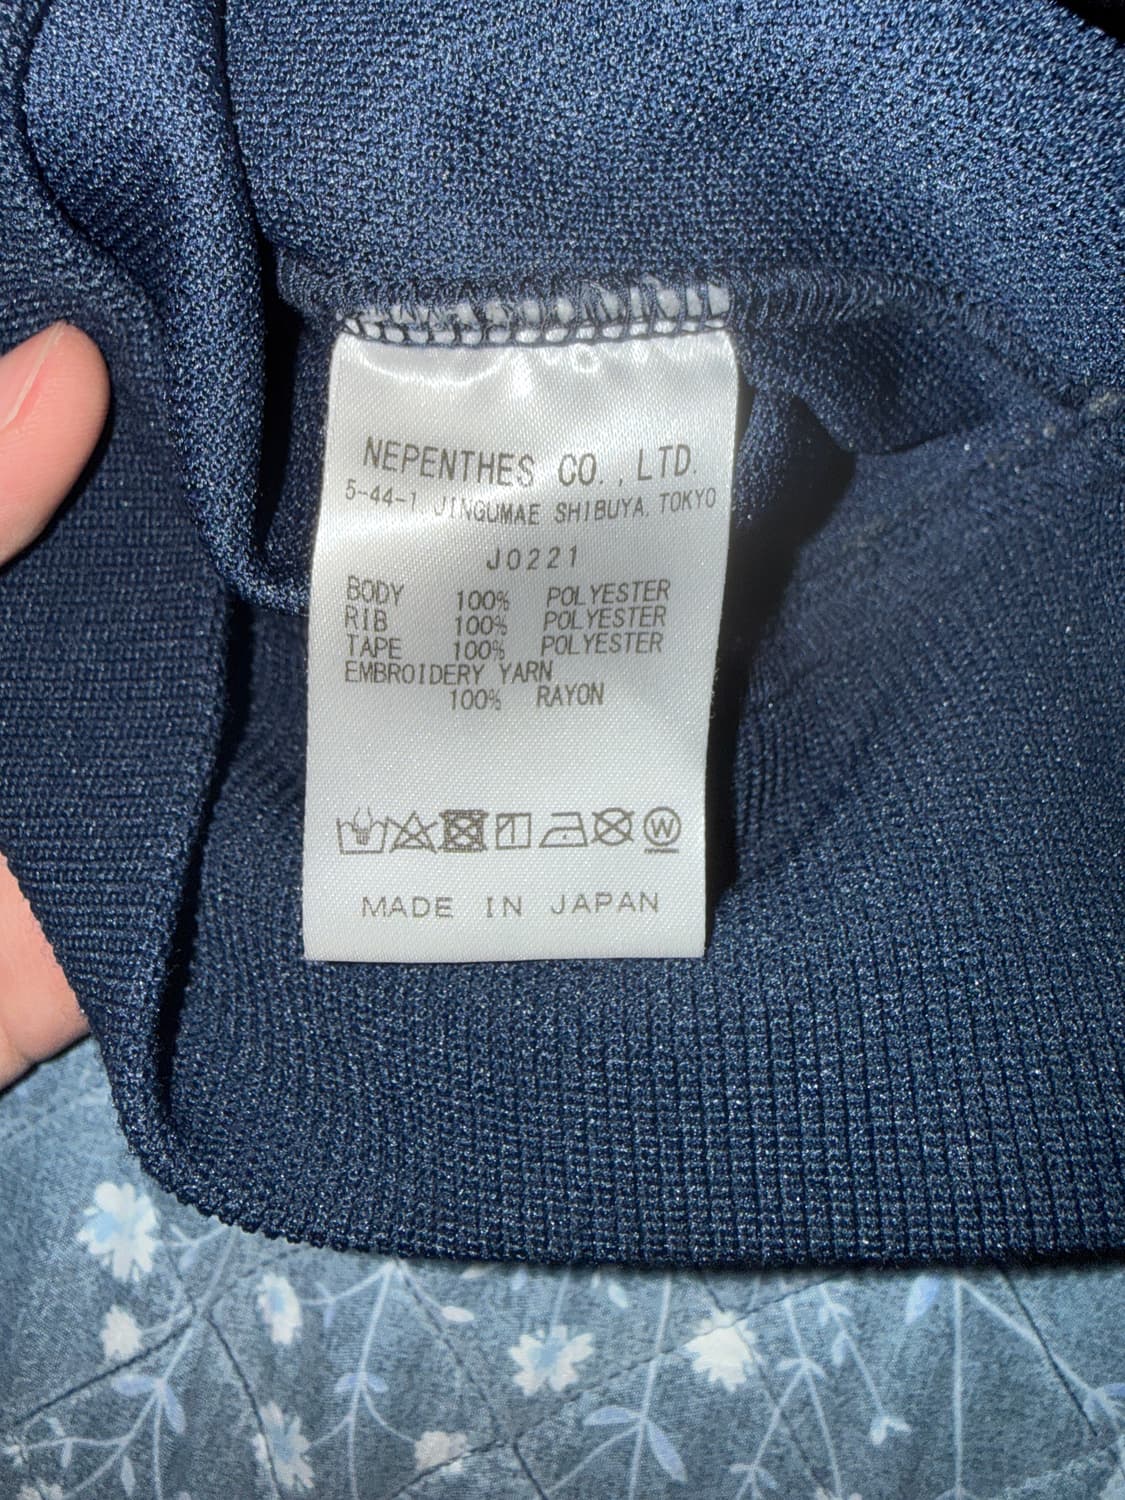 NEPENTHES CO.,LTD.
5-44-1 JINGUMAE SHIBUYA, TOKYO
J0221
BODY 100% POLYESTER
RIB 100% POLYESTER
TAPE 100% POLYESTER
EMBROIDERY YARN
100% RAYON
W
MADE IN JAPAN